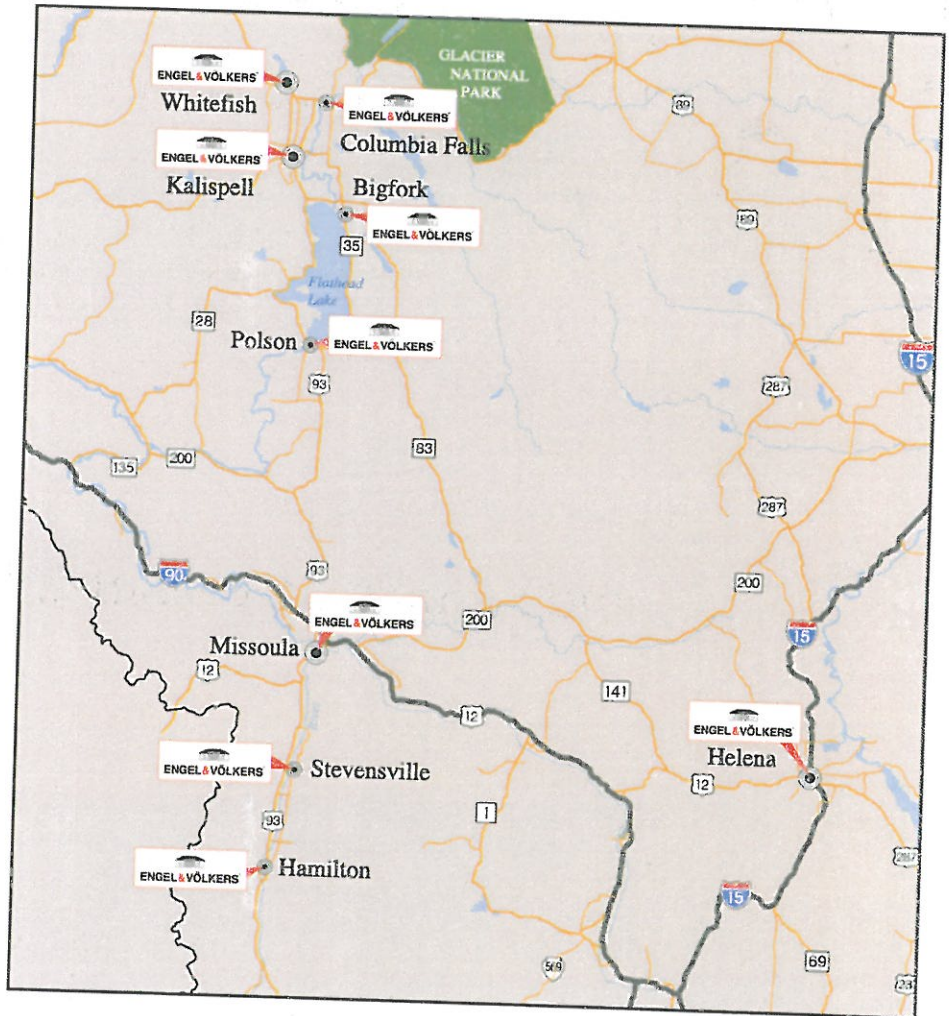 GLACIER
NATIONAL
PARK
ENGEL&VÖLKERS
Whitefish
ENGEL&VÖLKERS
Columbia Falls
89
ENGEL&VÖLKERS
Kalispell
Bigfork
ENGEL&VÖLKERS
89
35
Flathead
Lake
28
Polson
ENGEL&VÖLKERS
15
93
287
83
135
200
287
90
93
200
ENGEL&VÖLKERS
200
15
Missoula
12
141
12
ENGEL&VÖLKERS
Helena
ENGEL&VÖLKERS
Stevensville
12
1
93
287
ENGEL&VÖLKERS
Hamilton
15
569
69